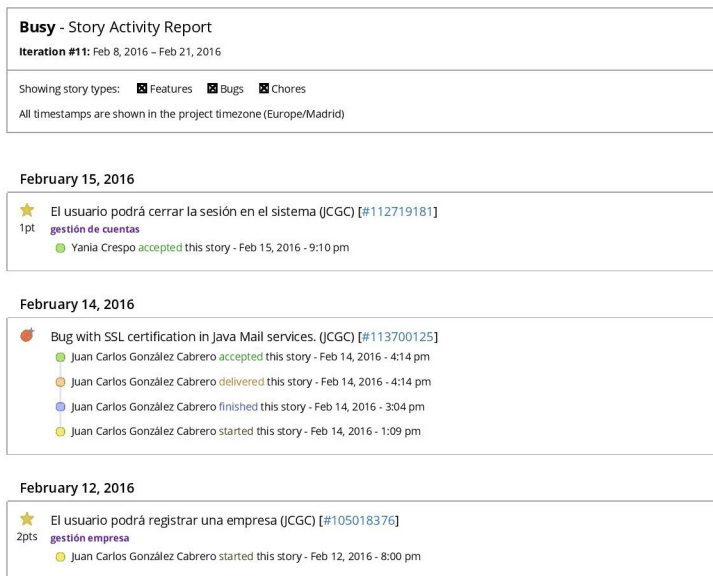 Busy - Story Activity Report
Iteration #11: Feb 8, 2016 – Feb 21, 2016
Showing story types: Features Bugs Chores
All timestamps are shown in the project timezone (Europe/Madrid)
February 15, 2016
El usuario podrá cerrar la sesión en el sistema (JCGC) [#112719181]
1pt gestión de cuentas
Yania Crespo accepted this story - Feb 15, 2016 - 9:10 pm
February 14, 2016
Bug with SSL certification in Java Mail services. (JCGC) [#113700125]
Juan Carlos González Cabrero accepted this story - Feb 14, 2016 - 4:14 pm
Juan Carlos González Cabrero delivered this story - Feb 14, 2016 - 4:14 pm
Juan Carlos González Cabrero finished this story - Feb 14, 2016 - 3:04 pm
Juan Carlos González Cabrero started this story - Feb 14, 2016 - 1:09 pm
February 12, 2016
El usuario podrá registrar una empresa (JCGC) [#105018376]
2pts gestión empresa
Juan Carlos González Cabrero started this story - Feb 12, 2016 - 8:00 pm